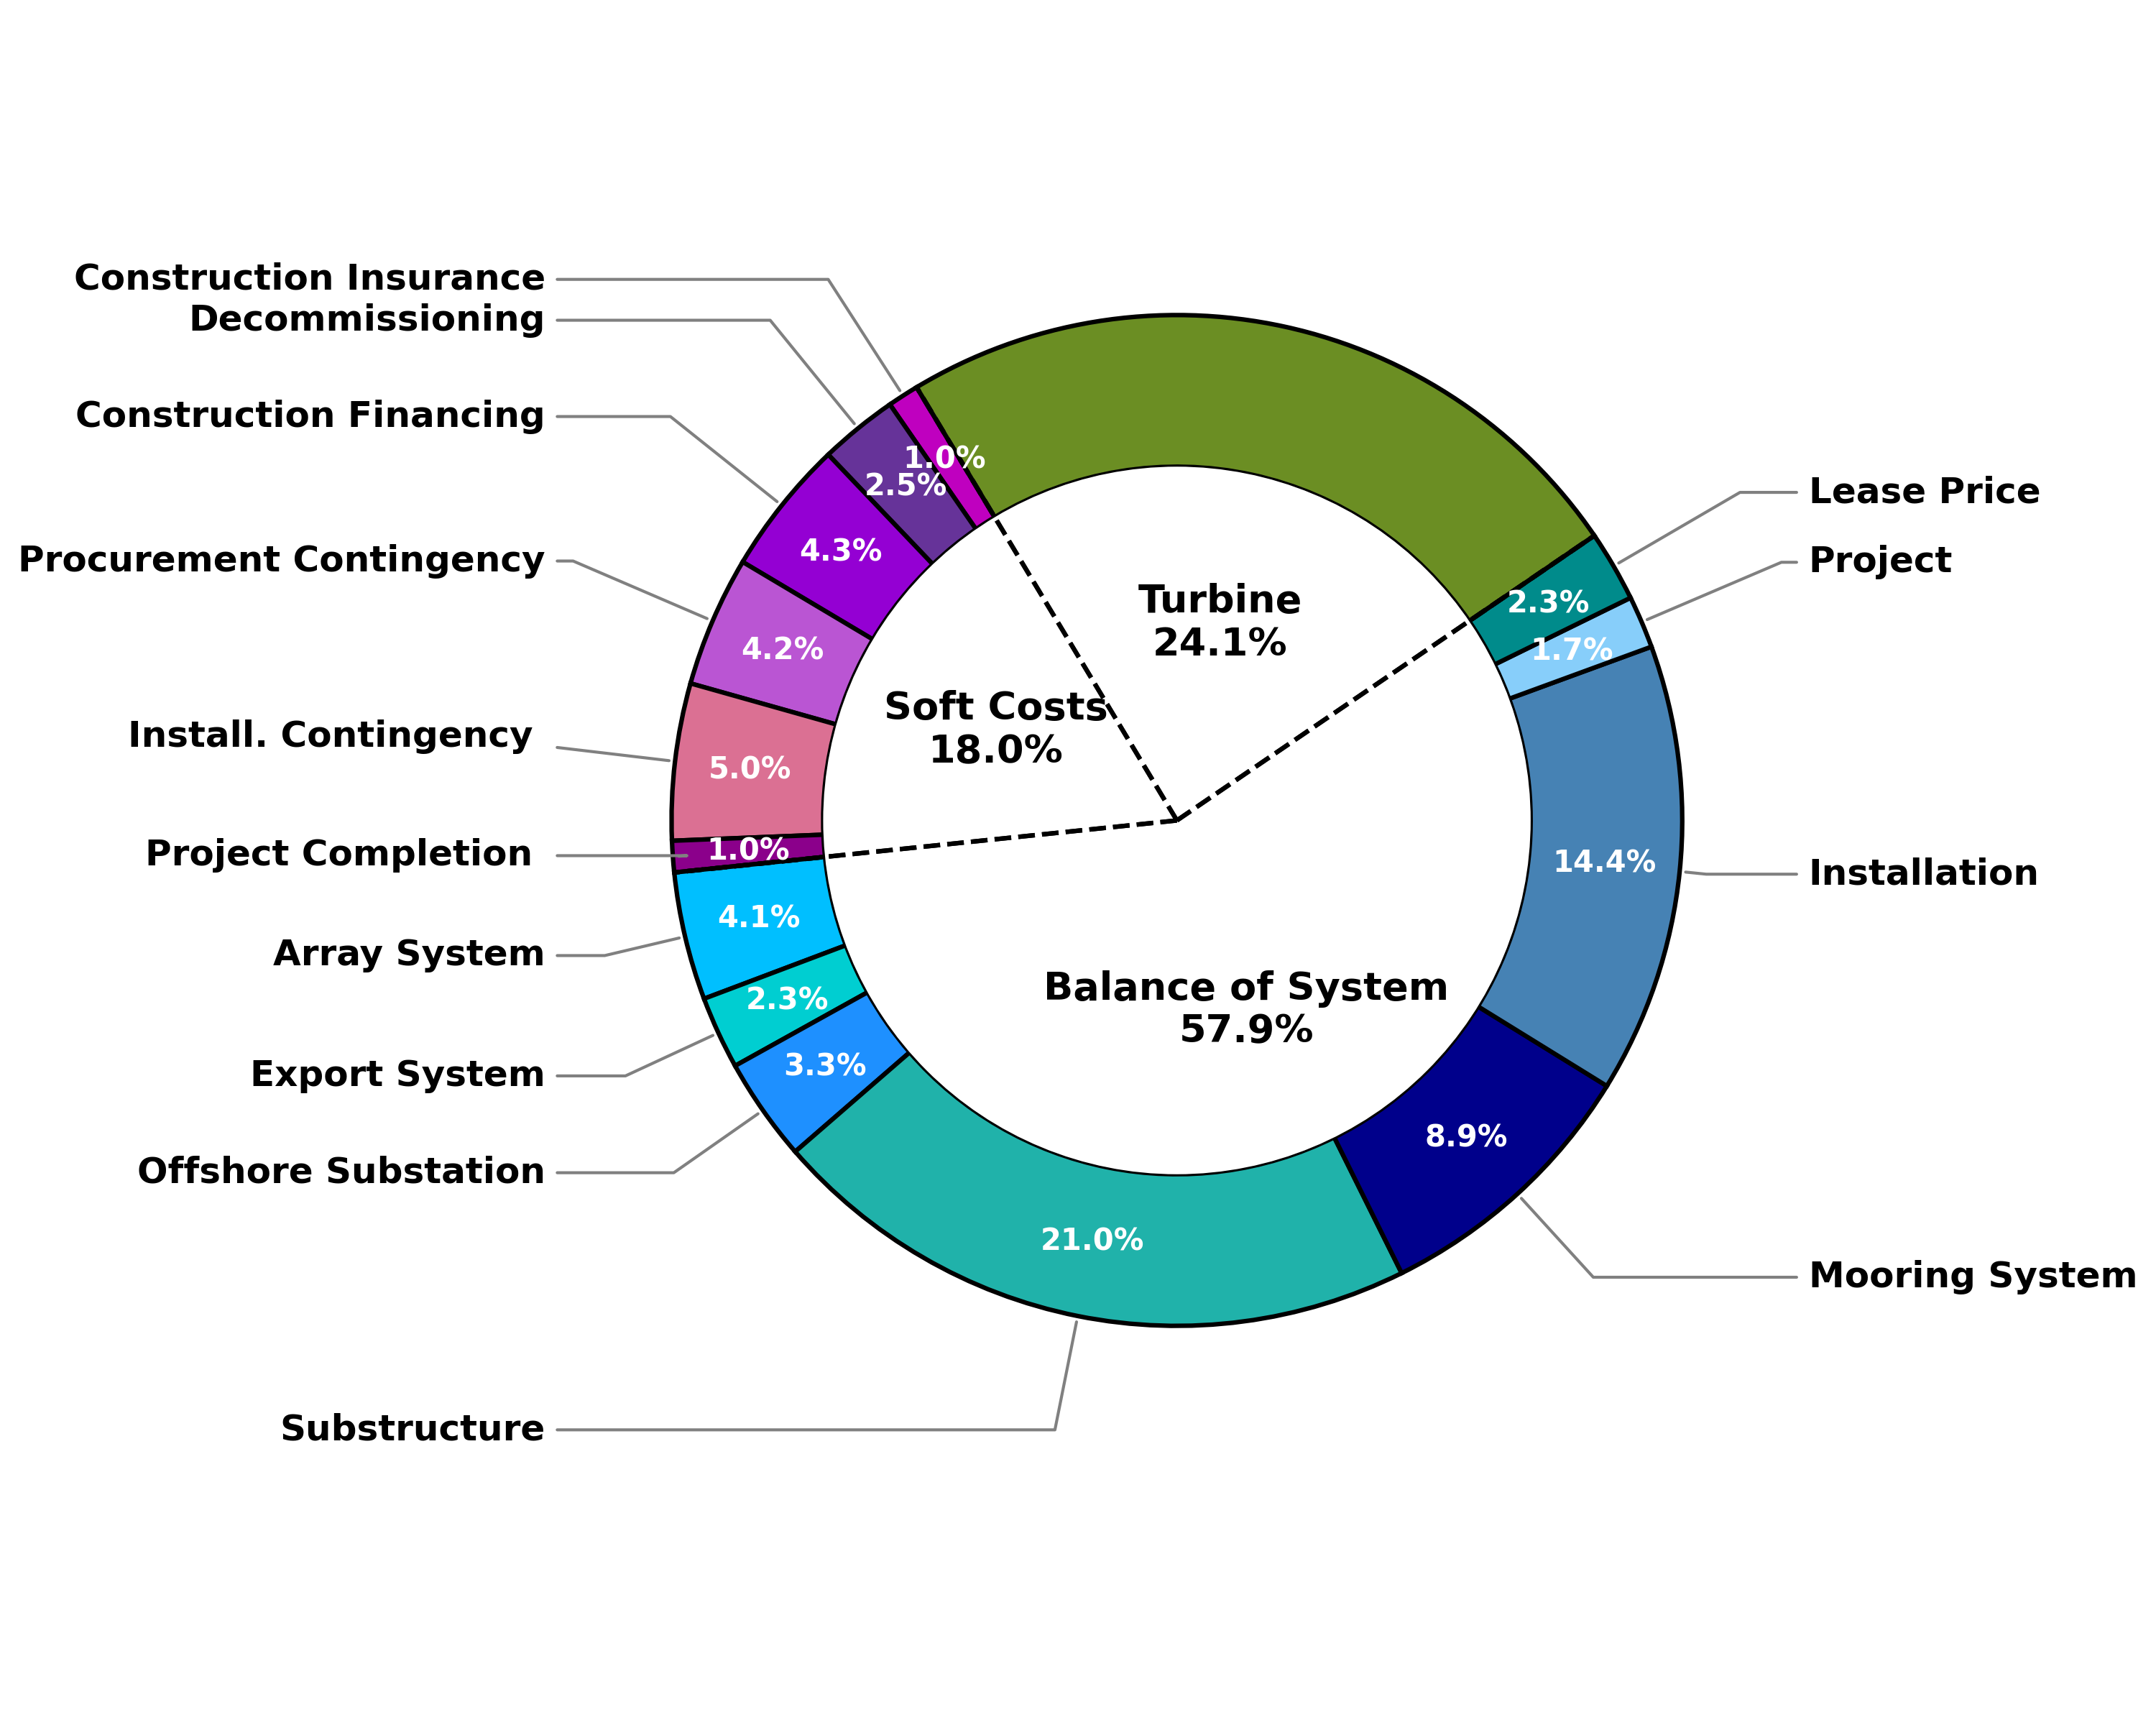 Construction Insurance
Decommissioning
Construction Financing
Procurement Contingency
Install. Contingency
Project Completion
Array System
Export System
Offshore Substation
Substructure
1.0%
2.5%
4.3%
4.2%
5.0%
1.0%
4.1%
2.3%
3.3%
21.0%
Turbine
24.1%
Soft Costs
18.0%
Balance of System
57.9%
2.3%
1.7%
14.4%
8.9%
Lease Price
Project
Installation
Mooring System